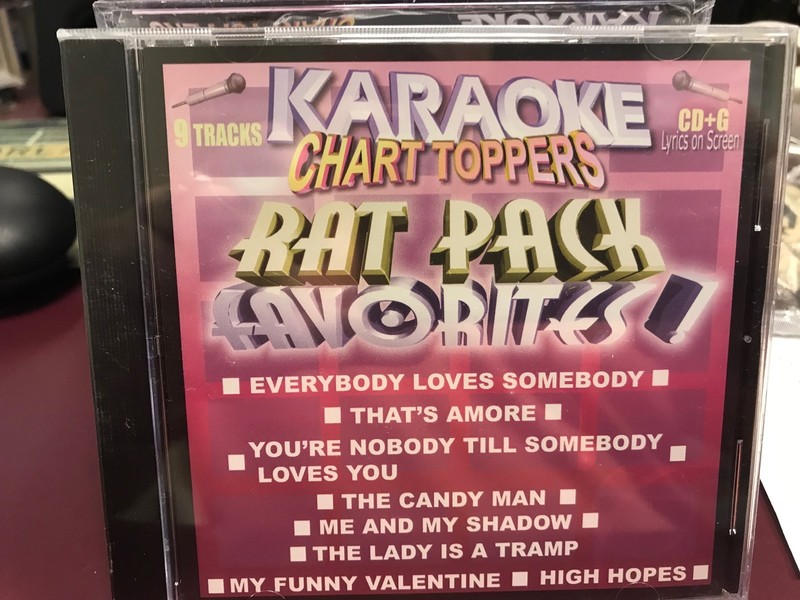 KARAOKE
9 TRACKS
CD+G
Lyrics on Screen
CHART TOPPERS
RAT PACK
FAVORITES!
EVERYBODY LOVES SOMEBODY
THAT'S AMORE
YOU'RE NOBODY TILL SOMEBODY
LOVES YOU
THE CANDY MAN
ME AND MY SHADOW
THE LADY IS A TRAMP
MY FUNNY VALENTINE HIGH HOPES